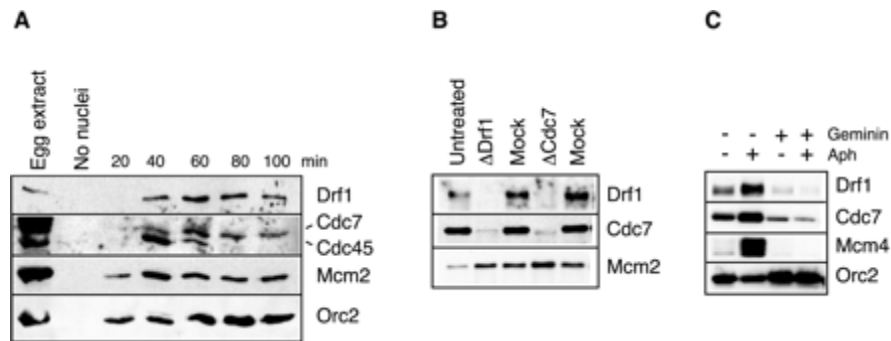 A
Egg extract
No nuclei
20 40 60 80 100 min
Drf1
Cdc7
Cdc45
Mcm2
Orc2
B
Untreated
ΔDrf1
Mock
ΔCdc7
Mock
Drf1
Cdc7
Mcm2
C
- - + + Geminin
- + - + Aph
Drf1
Cdc7
Mcm4
Orc2